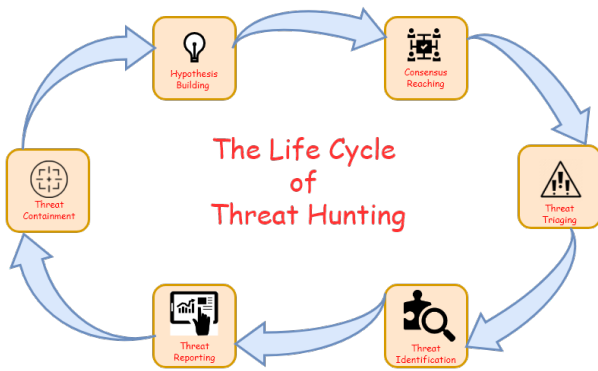 Hypothesis
Building
Consensus
Reaching
The Life Cycle
of
Threat Hunting
Threat
Containment
Threat
Triaging
Threat
Reporting
Threat
Identification